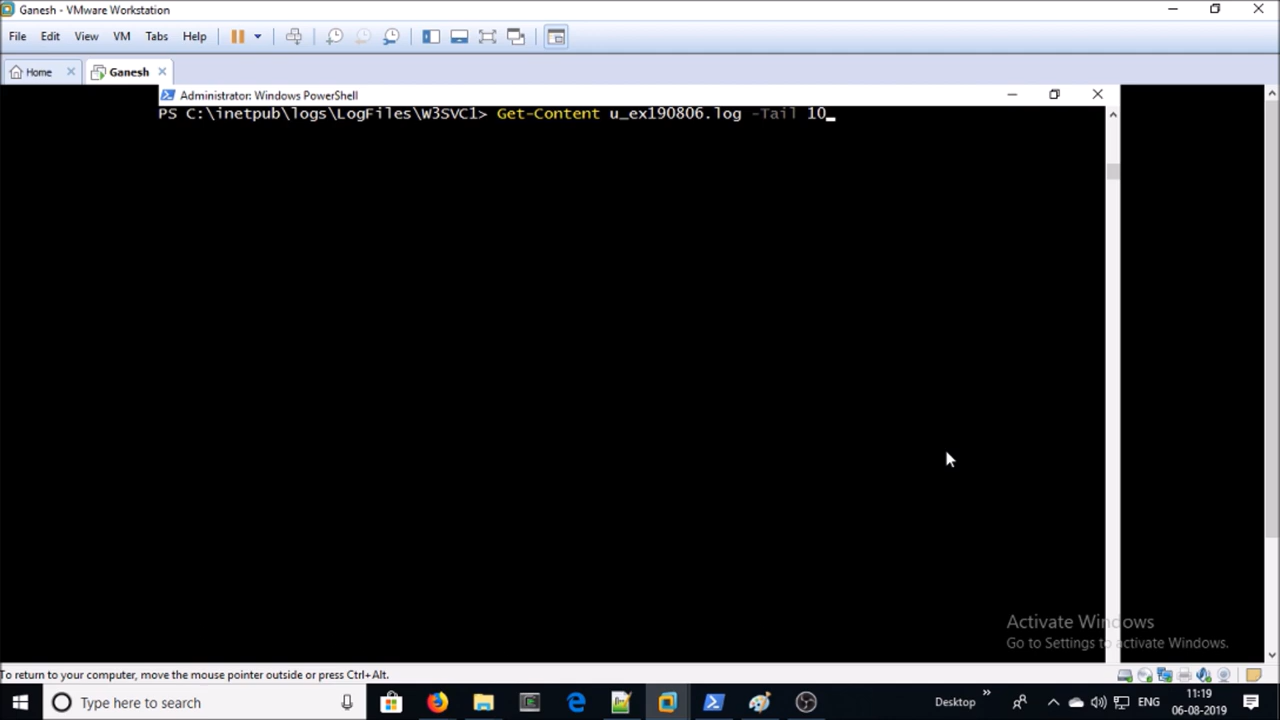 Ganesh - VMware Workstation
File Edit View VM Tabs Help
Home Ganesh
Administrator: Windows PowerShell
PS C:\inetpub\logs\LogFiles\W3SVC1> Get-Content u_ex190806.log -Tail 10_
Activate Windows
Go to Settings to activate Windows.
To return to your computer, move the mouse pointer outside or press Ctrl+Alt.
Type here to search Desktop ENG 11:19
06-08-2019